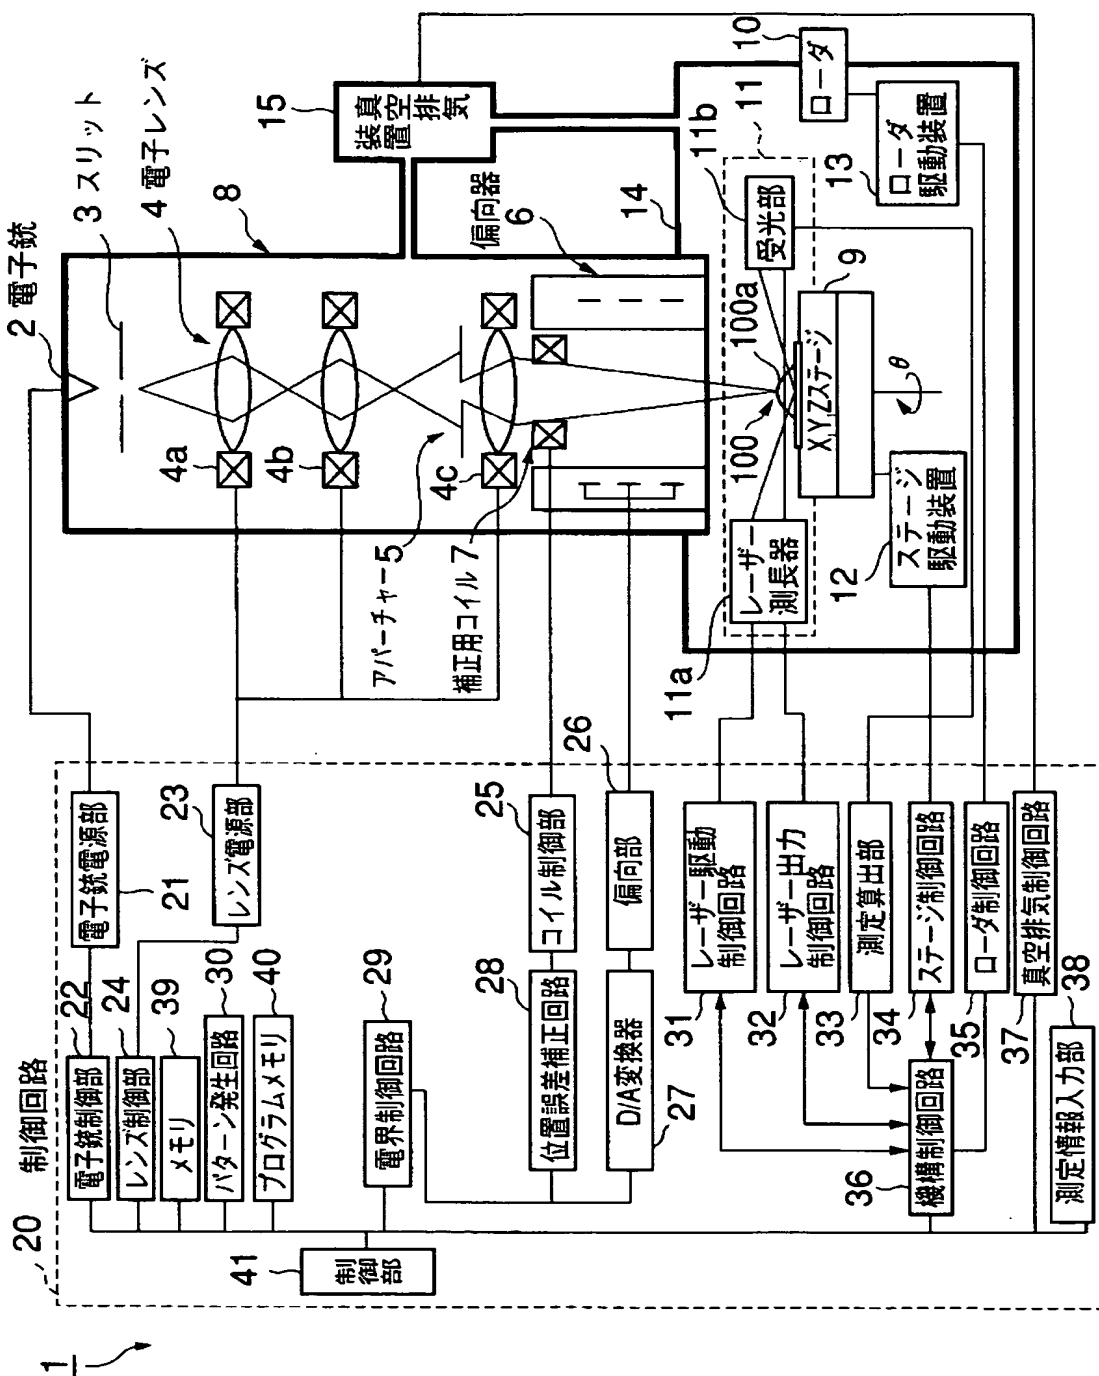 1
20
制御回路
22
電子銃制御部
21
電子銃電源部
24
レンズ制御部
23
レンズ電源部
39
メモリ
30
パターン発生回路
40
プログラムメモリ
41
制御部
29
電界制御回路
28
位置誤差補正回路
25
コイル制御部
27
D/A変換器
26
偏向部
31
レーザー駆動
制御回路
32
レーザー出力
制御回路
33
測定算出部
34
ステージ制御回路
35
ローダ制御回路
36
機構制御回路
37
真空排気制御回路
38
測定情報入力部
2 電子銃
3 スリット
4 電子レンズ
8
4a
4b
4c
アパーチャー 5
補正用コイル 7
偏向器
6
14
15
真空排気
装置
10
ローダ
11
11b
受光部
11a
レーザー
測長器
100
100a
9
XYZステージ
θ
12
ステージ
駆動装置
13
ローダ
駆動装置